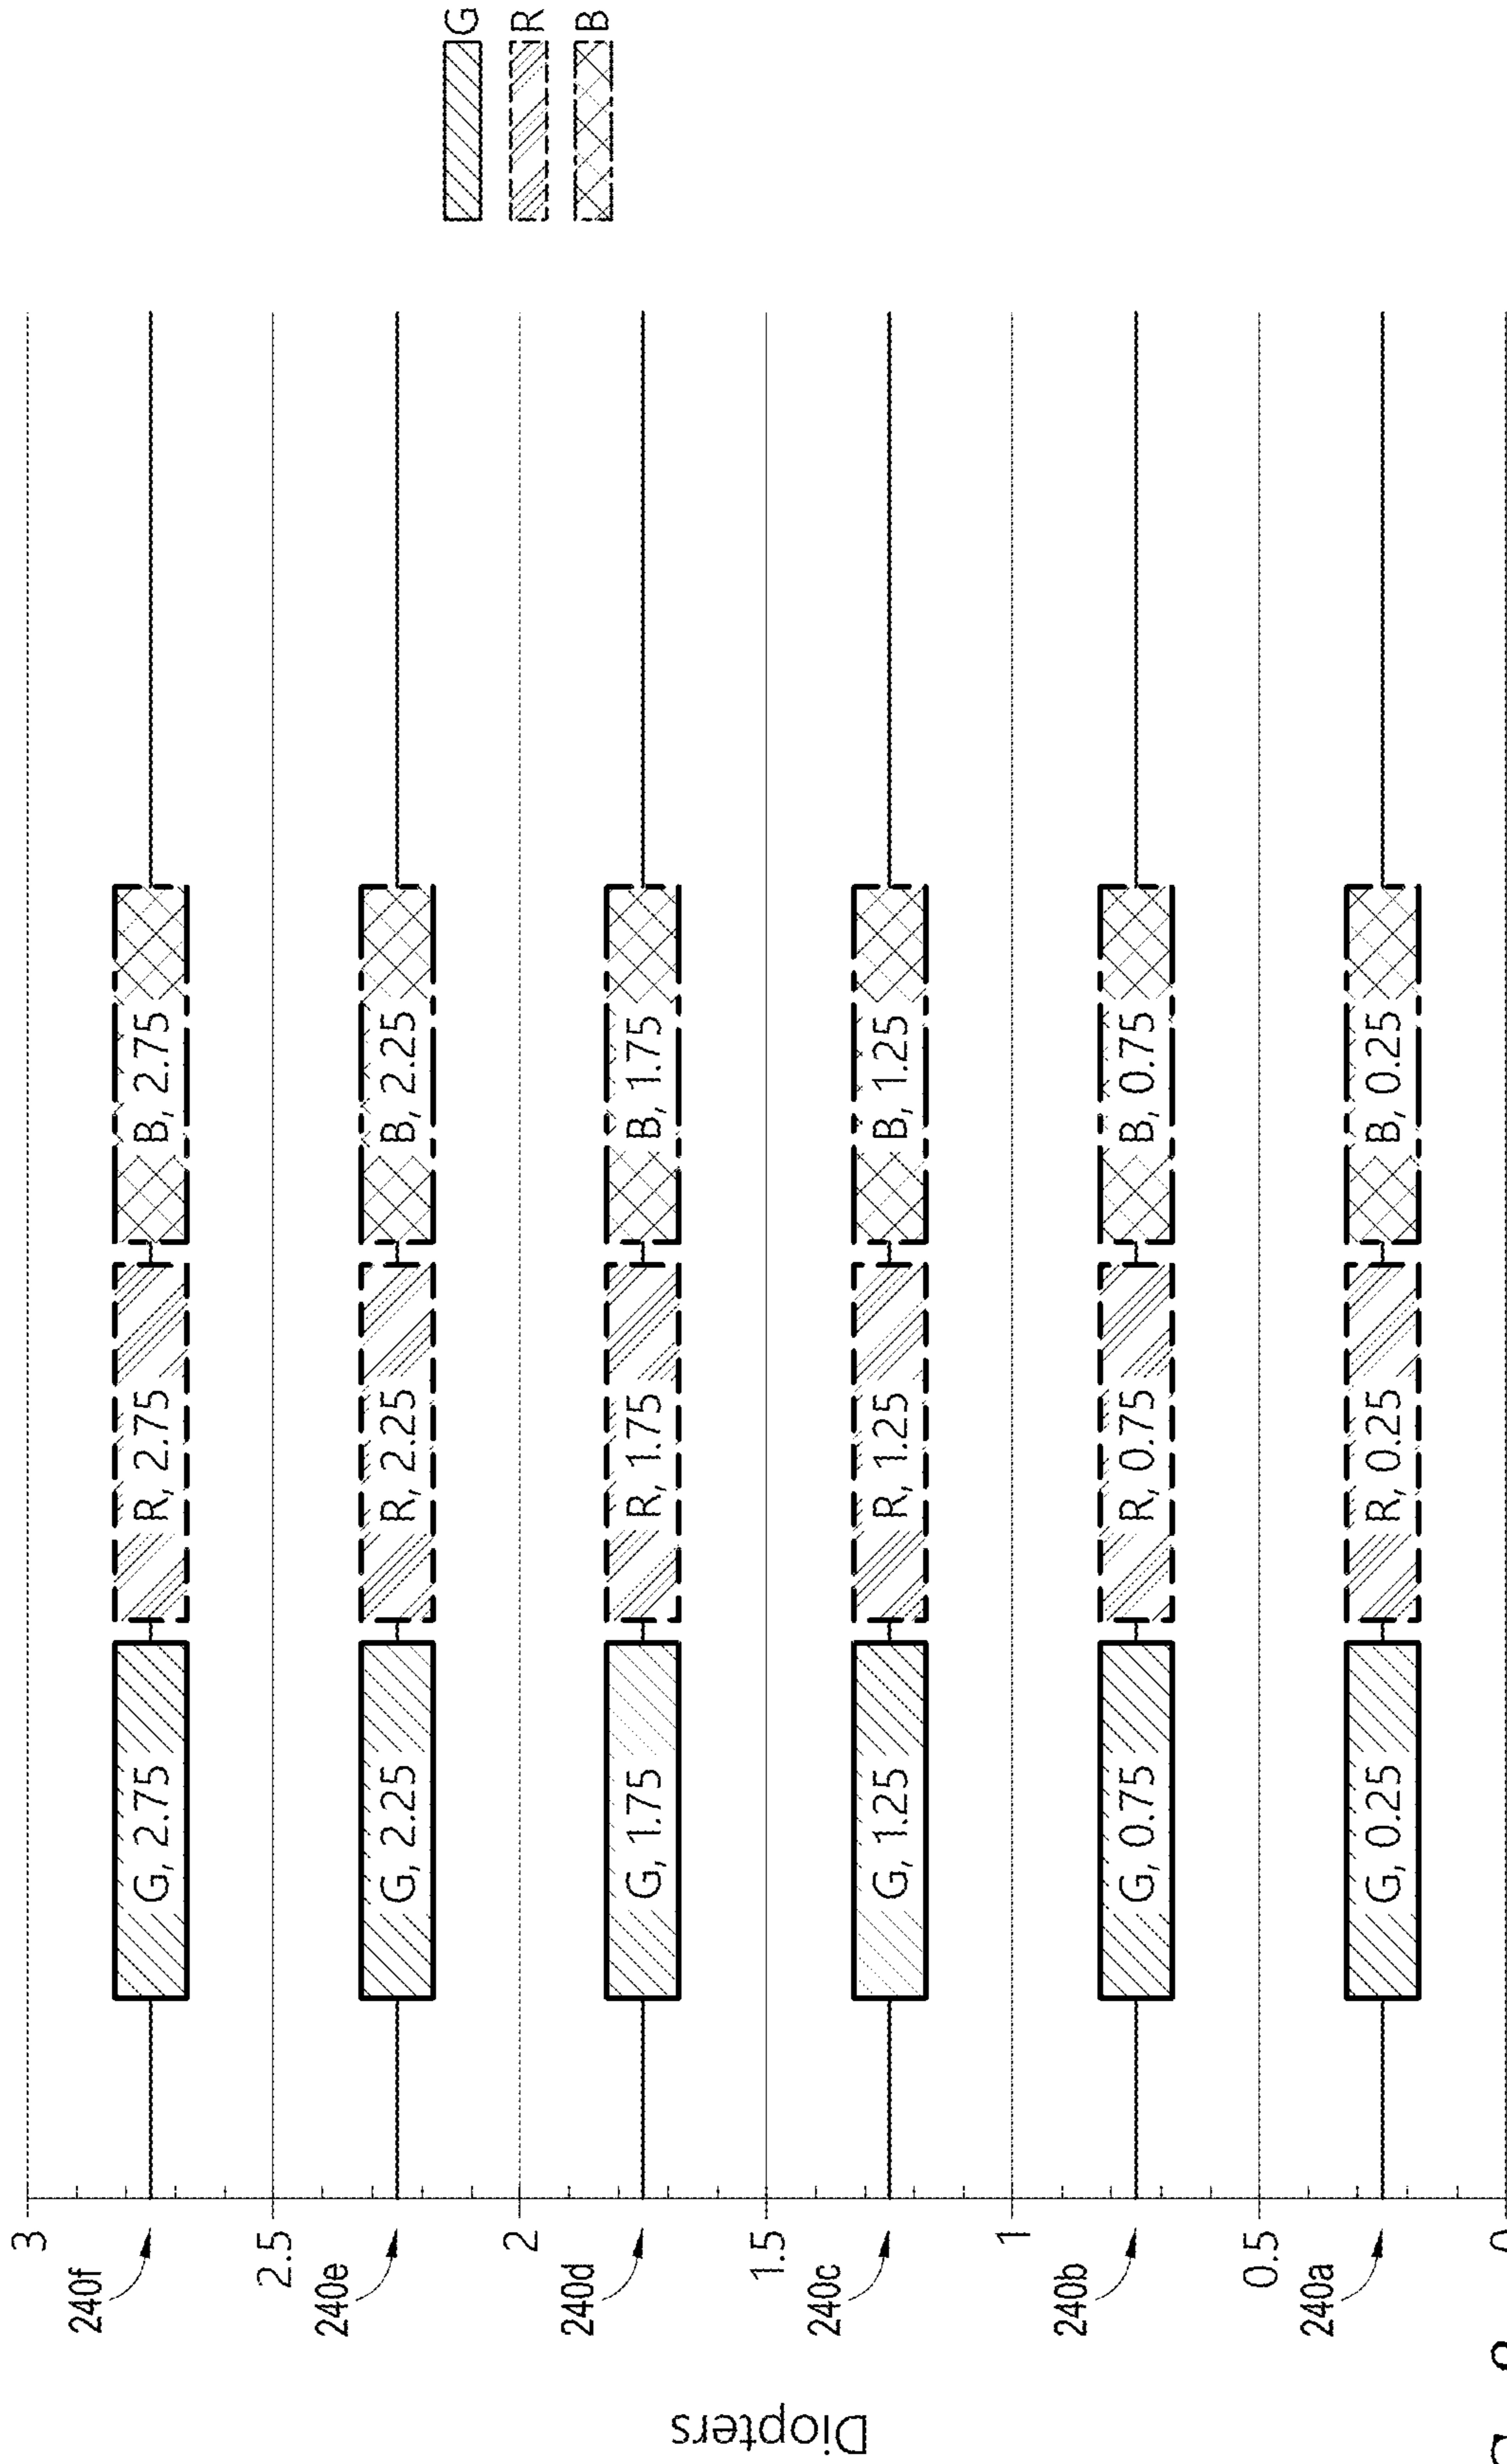 3
240f
G, 2.75
R, 2.75
B, 2.75
2.5
240e
G, 2.25
R, 2.25
B, 2.25
2
240d
G, 1.75
R, 1.75
B, 1.75
1.5
240c
G, 1.25
R, 1.25
B, 1.25
1
240b
G, 0.75
R, 0.75
B, 0.75
0.5
240a
G, 0.25
R, 0.25
B, 0.25
Diopters
G
R
B